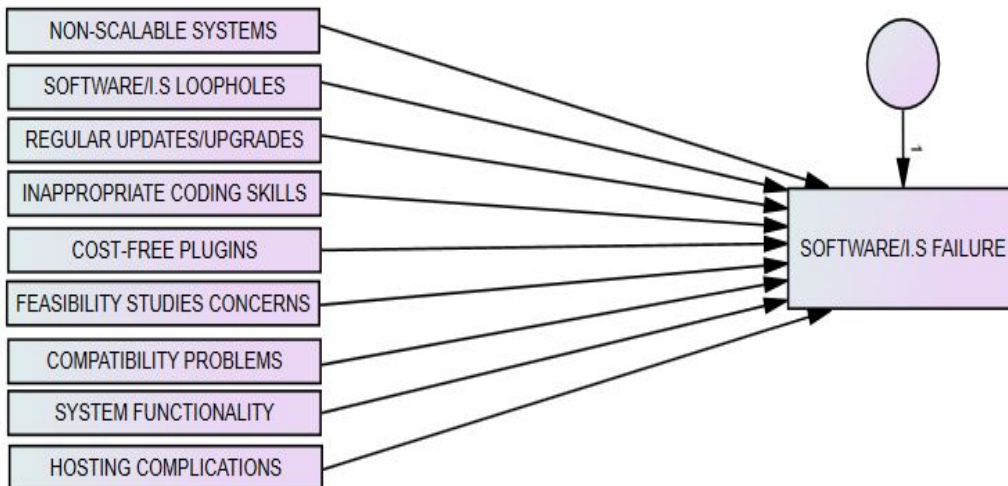 NON-SCALABLE SYSTEMS
SOFTWARE/I.S LOOPHOLES
REGULAR UPDATES/UPGRADES
INAPPROPRIATE CODING SKILLS
COST-FREE PLUGINS
FEASIBILITY STUDIES CONCERNS
COMPATIBILITY PROBLEMS
SYSTEM FUNCTIONALITY
HOSTING COMPLICATIONS
1
SOFTWARE/I.S FAILURE